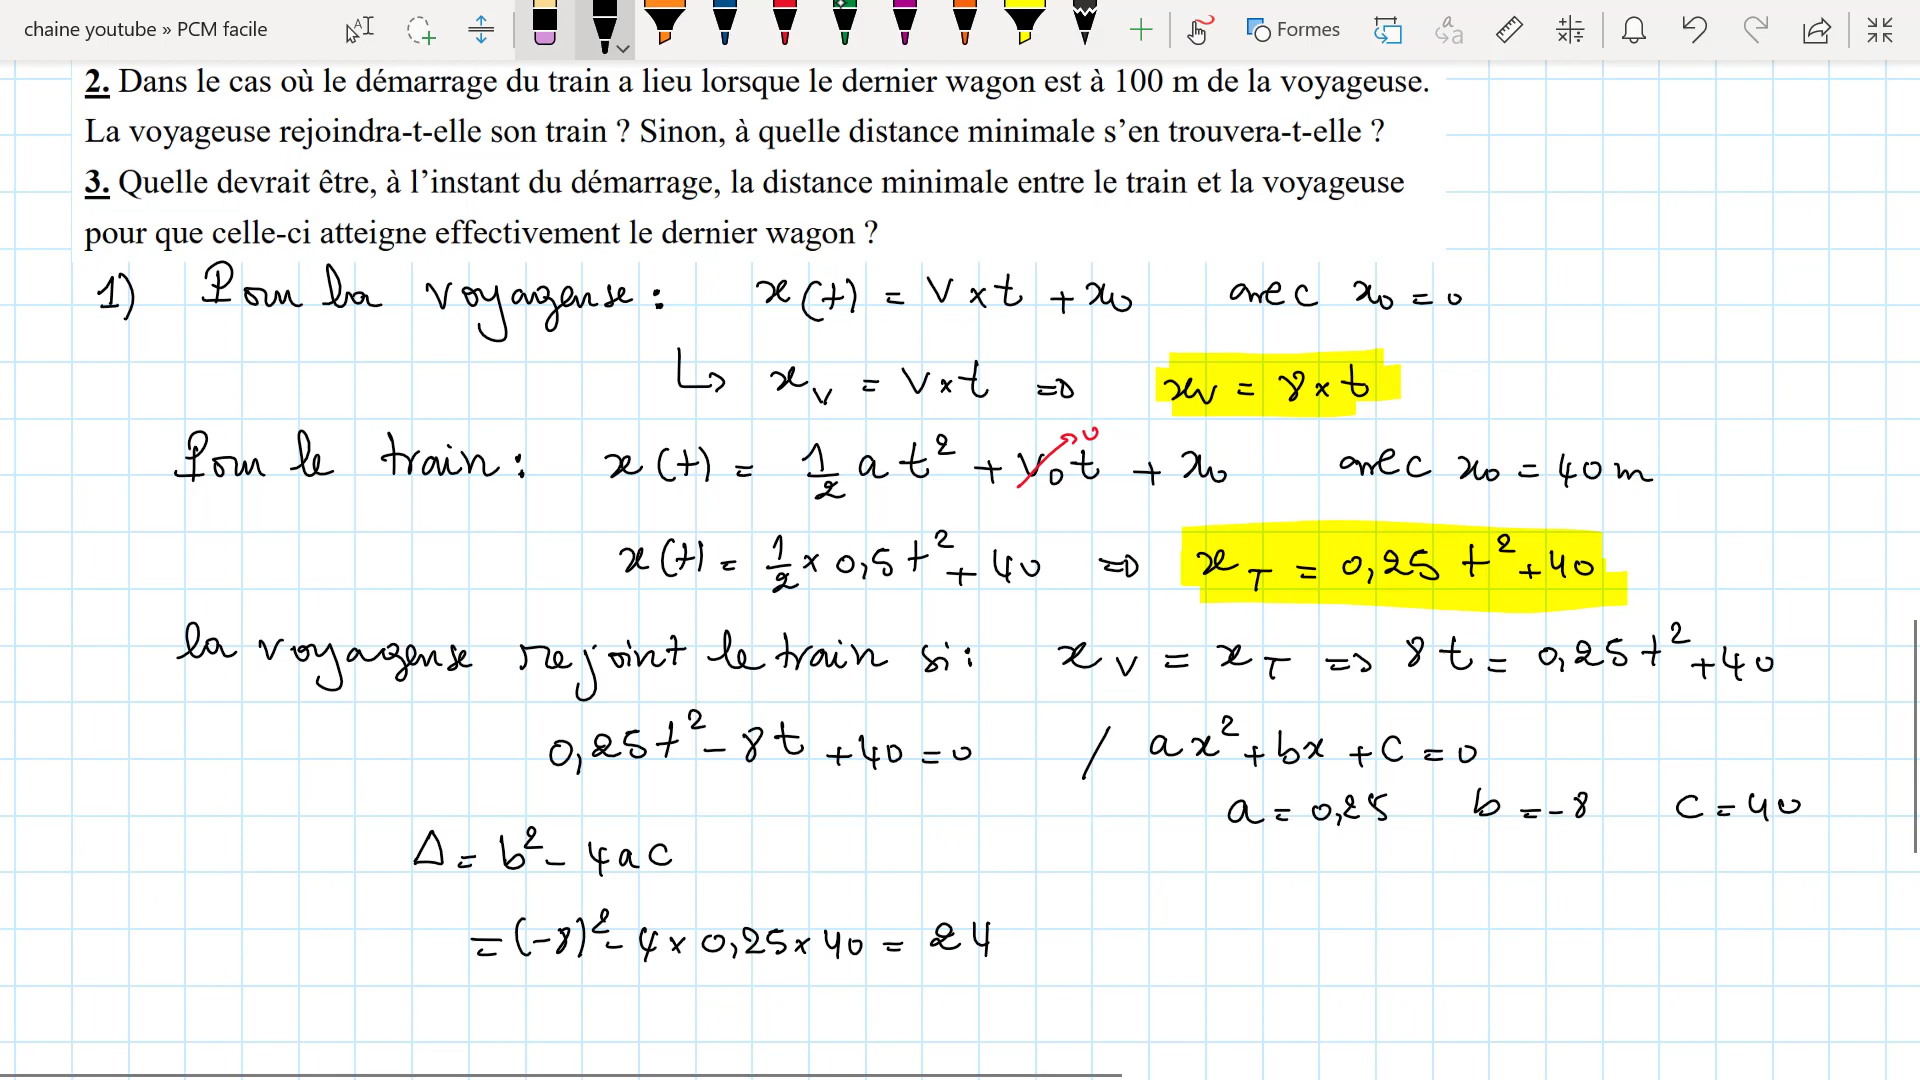 chaine youtube » PCM facile
Formes
2. Dans le cas où le démarrage du train a lieu lorsque le dernier wagon est à 100 m de la voyageuse.
La voyageuse rejoindra-t-elle son train ? Sinon, à quelle distance minimale s’en trouvera-t-elle ?
3. Quelle devrait être, à l’instant du démarrage, la distance minimale entre le train et la voyageuse
pour que celle-ci atteigne effectivement le dernier wagon ?
1) Pour la voyageuse : x(t) = V × t + x₀ avec x₀ = 0
↳ x_V = V × t ⇒ x_V = 8 × t
Pour le train : x(t) = 1/2 a t² + V₀t + x₀ avec x₀ = 40 m
0
x(t) = 1/2 × 0,5 t² + 40 ⇒ x_T = 0,25 t² + 40
la voyageuse rejoint le train si : x_V = x_T ⇒ 8t = 0,25t² + 40
0,25t² - 8t + 40 = 0 / ax² + bx + c = 0
a = 0,25 b = -8 c = 40
Δ = b² - 4ac
= (-8)² - 4 × 0,25 × 40 = 24